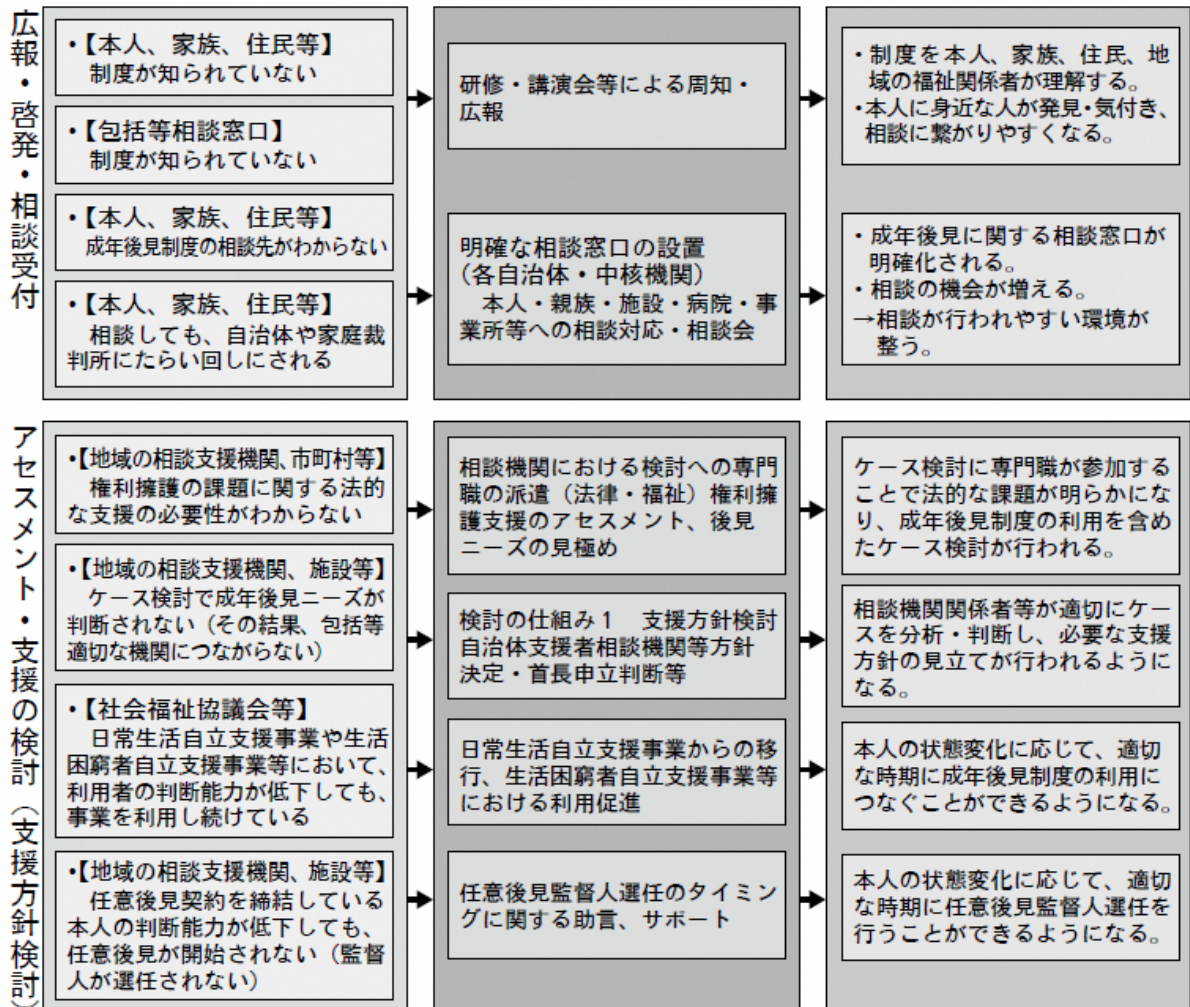 広報・啓発・相談受付
・【本人、家族、住民等】
制度が知られていない
・【包括等相談窓口】
制度が知られていない
・【本人、家族、住民等】
成年後見制度の相談先がわからない
・【本人、家族、住民等】
相談しても、自治体や家庭裁
判所にたらい回しにされる
研修・講演会等による周知・
広報
明確な相談窓口の設置
（各自治体・中核機関）
本人・親族・施設・病院・事
業所等への相談対応・相談会
・制度を本人、家族、住民、地
域の福祉関係者が理解する。
・本人に身近な人が発見・気付き、
相談に繋がりやすくなる。
・成年後見に関する相談窓口が
明確化される。
・相談の機会が増える。
→相談が行われやすい環境が
整う。
アセスメント・支援の検討（支援方針検討）
・【地域の相談支援機関、市町村等】
権利擁護の課題に関する法的
な支援の必要性がわからない
・【地域の相談支援機関、施設等】
ケース検討で成年後見ニーズが
判断されない（その結果、包括等
適切な機関につながらない）
・【社会福祉協議会等】
日常生活自立支援事業や生活
困窮者自立支援事業等において、
利用者の判断能力が低下しても、
事業を利用し続けている
・【地域の相談支援機関、施設等】
任意後見契約を締結している
本人の判断能力が低下しても、
任意後見が開始されない（監督
人が選任されない）
相談機関における検討への専門
職の派遣（法律・福祉）権利擁
護支援のアセスメント、後見
ニーズの見極め
検討の仕組み１　支援方針検討
自治体支援者相談機関等方針
決定・首長申立判断等
日常生活自立支援事業からの移
行、生活困窮者自立支援事業等
における利用促進
任意後見監督人選任のタイミン
グに関する助言、サポート
ケース検討に専門職が参加する
ことで法的な課題が明らかにな
り、成年後見制度の利用を含め
たケース検討が行われる。
相談機関関係者等が適切にケー
スを分析・判断し、必要な支援
方針の見立てが行われるように
なる。
本人の状態変化に応じて、適切
な時期に成年後見制度の利用に
つなぐことができるようになる。
本人の状態変化に応じて、適切
な時期に任意後見監督人選任を
行うことができるようになる。